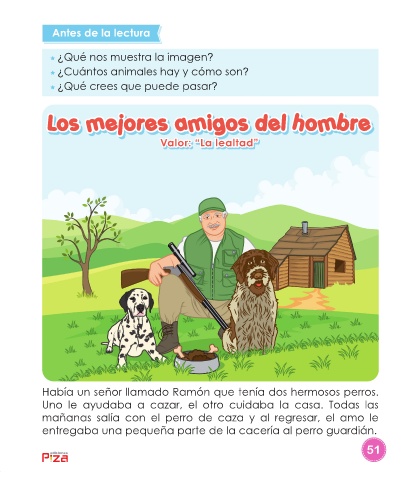 Antes de la lectura
¿Qué nos muestra la imagen?
¿Cuántos animales hay y cómo son?
¿Qué crees que puede pasar?
Los mejores amigos del hombre
Valor: "La lealtad"
Había un señor llamado Ramón que tenía dos hermosos perros.
Uno le ayudaba a cazar, el otro cuidaba la casa. Todas las
mañanas salía con el perro de caza y al regresar, el amo le
entregaba una pequeña parte de la cacería al perro guardián.
51